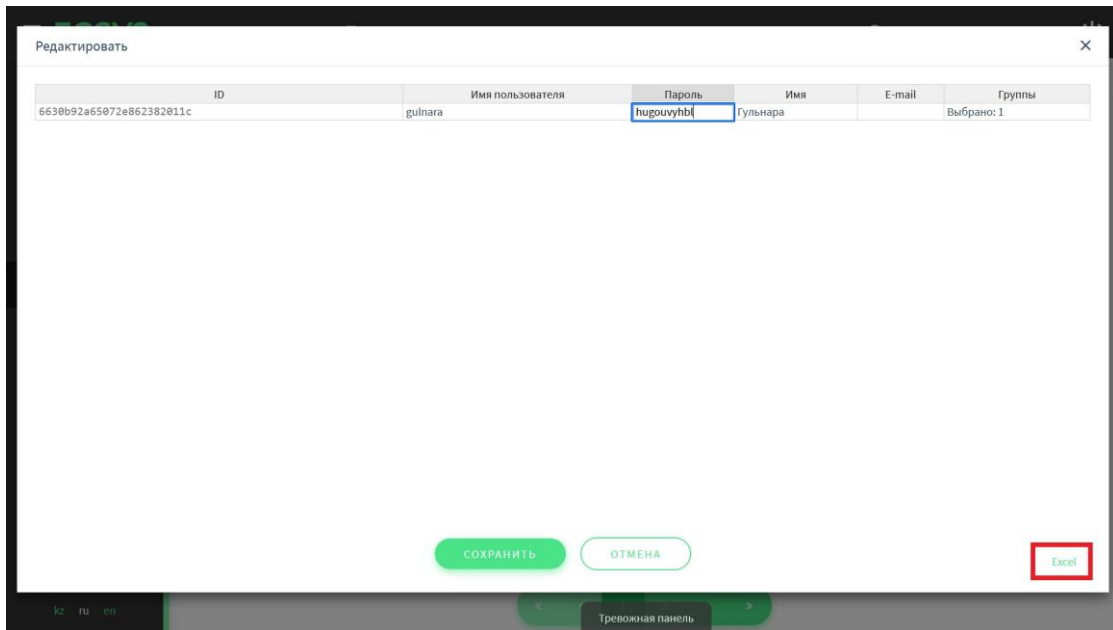 Редактировать
ID Имя пользователя Пароль Имя E-mail Группы
6630b92a65072e862382011c gulnara hugouvyhbl Гульнара Выбрано: 1
СОХРАНИТЬ ОТМЕНА
Excel
kz ru en
Тревожная панель